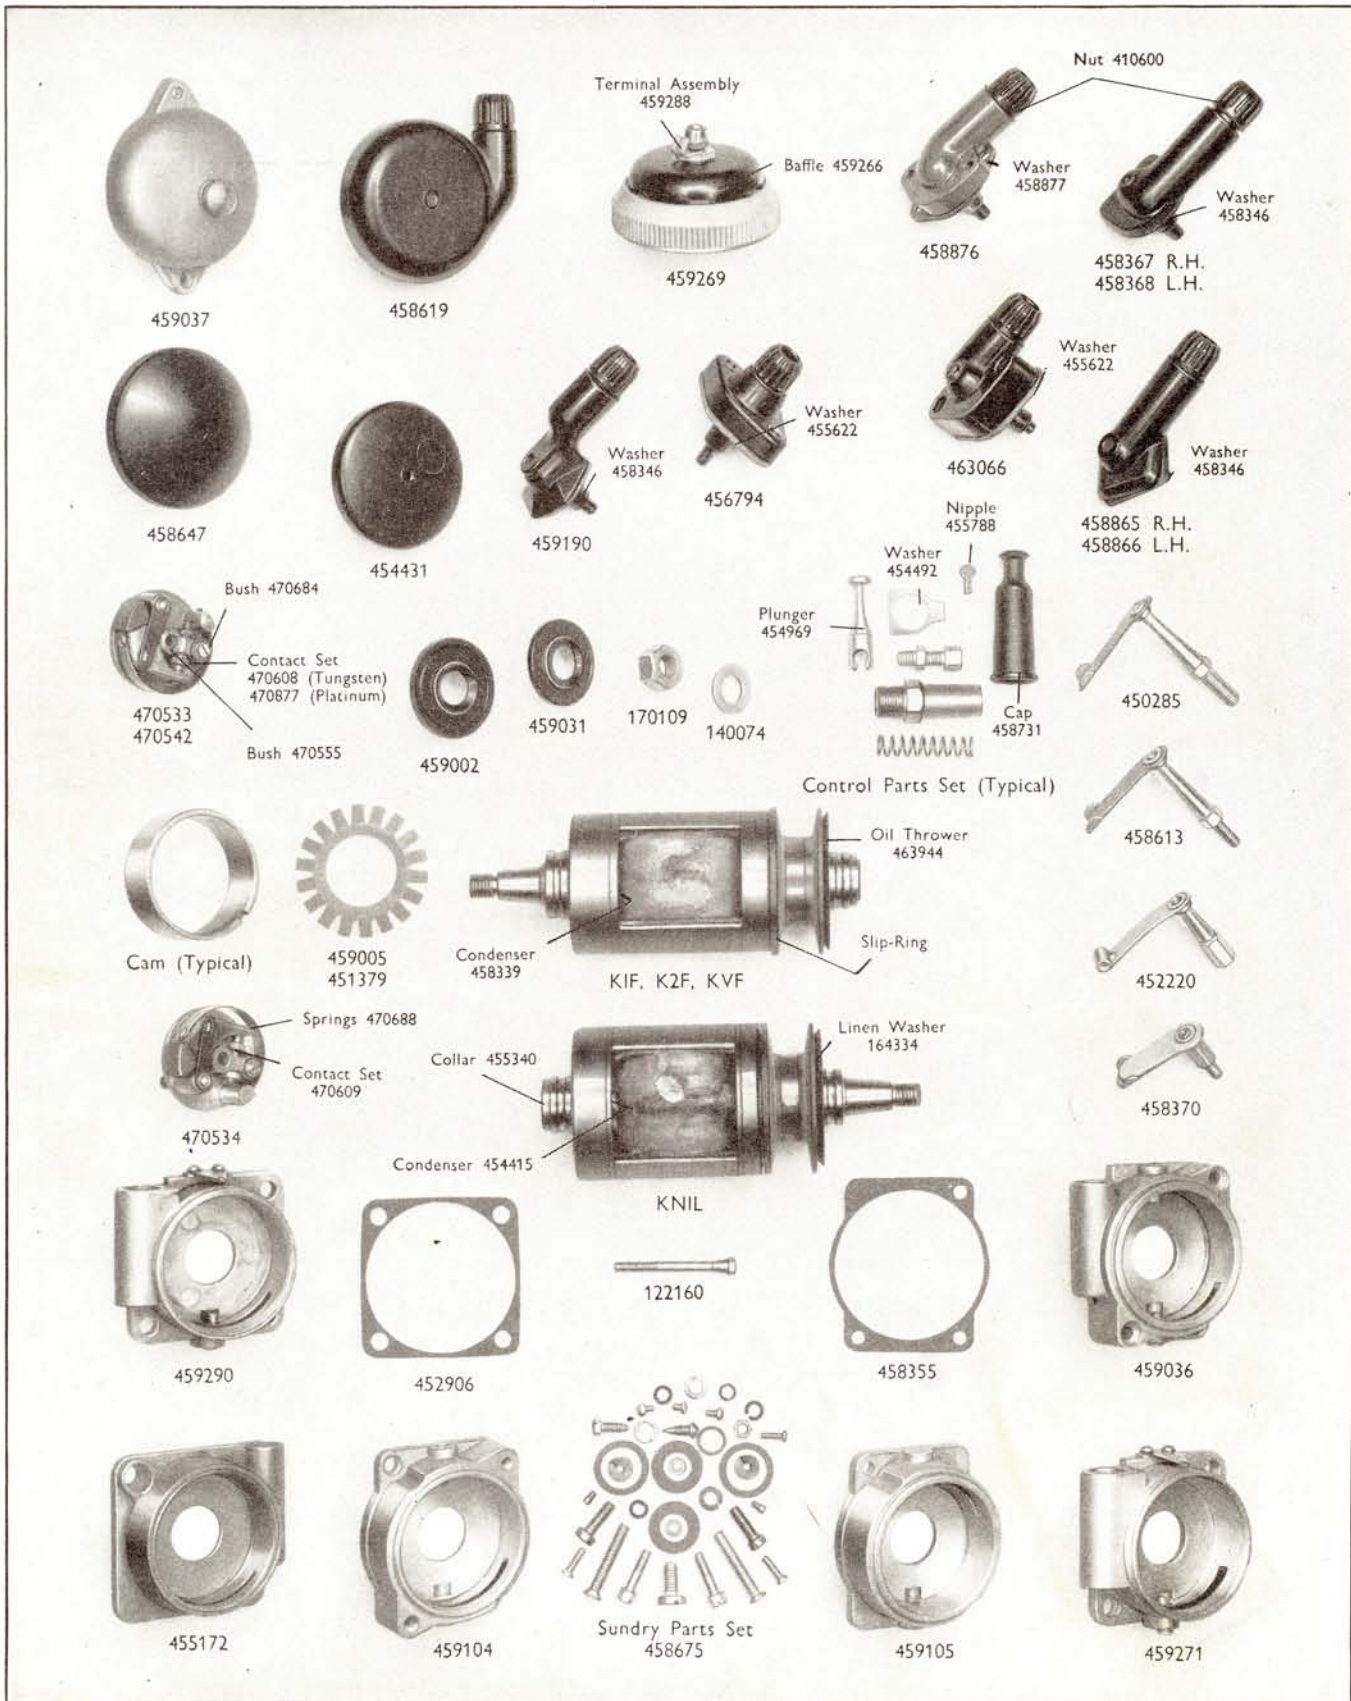 Nut 410600
Terminal Assembly
459288
Baffle 459266
Washer
458877
Washer
458346
459037
458619
459269
458876
458367 R.H.
458368 L.H.
Washer
455622
Washer
455622
Washer
458346
Washer
458346
458647
454431
459190
456794
463066
458865 R.H.
458866 L.H.
Nipple
455788
Washer
454492
Plunger
454969
Cap
458731
Control Parts Set (Typical)
Bush 470684
Contact Set
470608 (Tungsten)
470877 (Platinum)
Bush 470555
470533
470542
459002
459031
170109
140074
450285
458613
Oil Thrower
463944
Slip-Ring
Condenser
458339
KIF, K2F, KVF
Cam (Typical)
459005
451379
452220
Springs 470688
Contact Set
470609
470534
Collar 455340
Linen Washer
164334
Condenser 454415
KNIL
458370
459290
452906
122160
458355
459036
455172
459104
Sundry Parts Set
458675
459105
459271